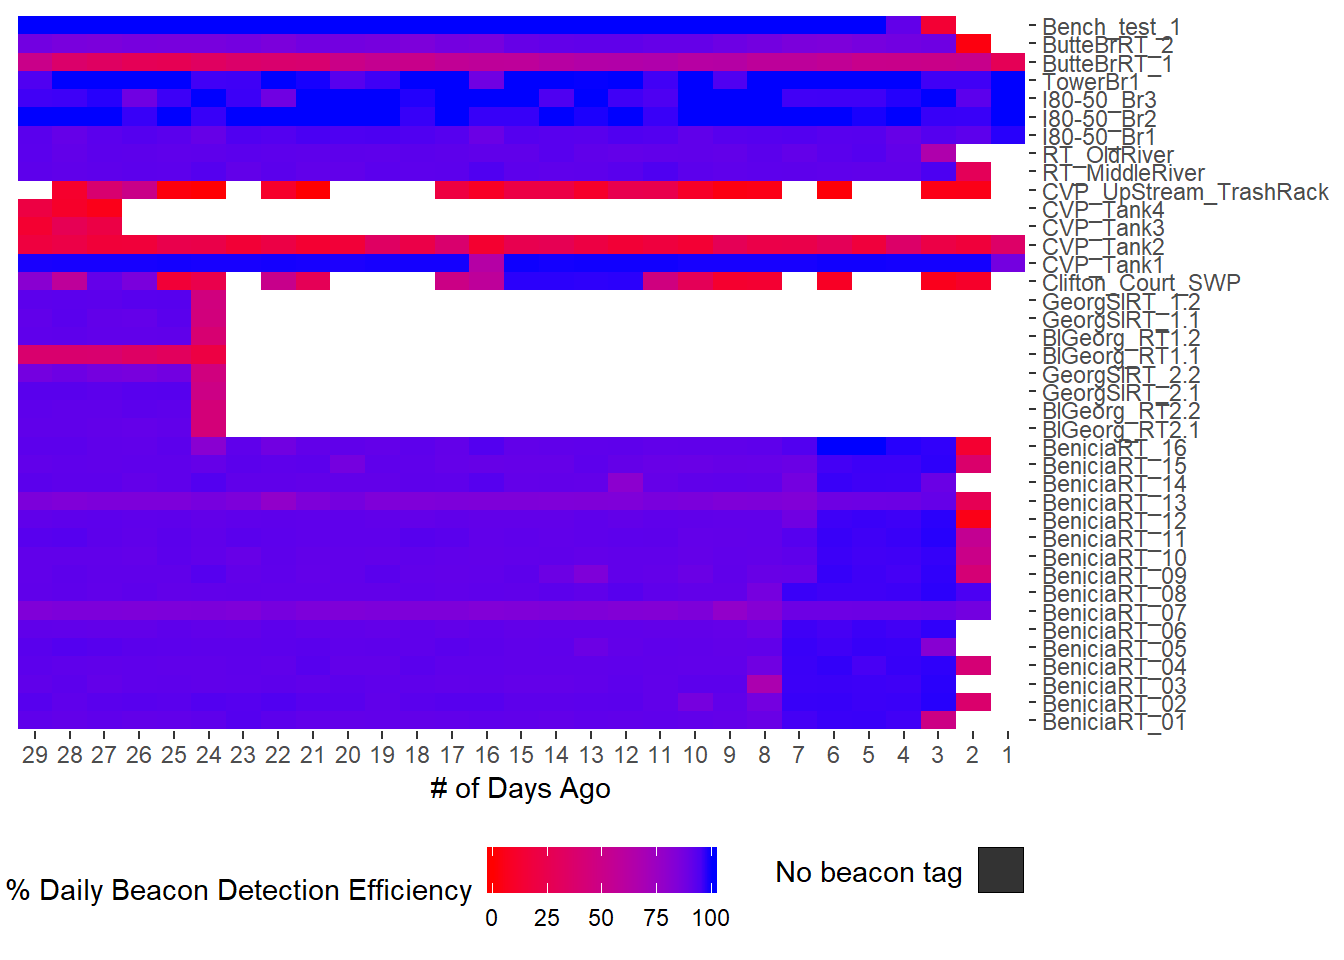 Bench_test_1
ButteBrRT_2
ButteBrRT_1
TowerBr1
I80-50_Br3
I80-50_Br2
I80-50_Br1
RT_OldRiver
RT_MiddleRiver
CVP_UpStream_TrashRack
CVP_Tank4
CVP_Tank3
CVP_Tank2
CVP_Tank1
Clifton_Court_SWP
GeorgSlRT_1.2
GeorgSlRT_1.1
BlGeorg_RT1.2
BlGeorg_RT1.1
GeorgSlRT_2.2
GeorgSlRT_2.1
BlGeorg_RT2.2
BlGeorg_RT2.1
BeniciaRT_16
BeniciaRT_15
BeniciaRT_14
BeniciaRT_13
BeniciaRT_12
BeniciaRT_11
BeniciaRT_10
BeniciaRT_09
BeniciaRT_08
BeniciaRT_07
BeniciaRT_06
BeniciaRT_05
BeniciaRT_04
BeniciaRT_03
BeniciaRT_02
BeniciaRT_01
29 28 27 26 25 24 23 22 21 20 19 18 17 16 15 14 13 12 11 10 9 8 7 6 5 4 3 2 1
# of Days Ago
% Daily Beacon Detection Efficiency
0 25 50 75 100
No beacon tag